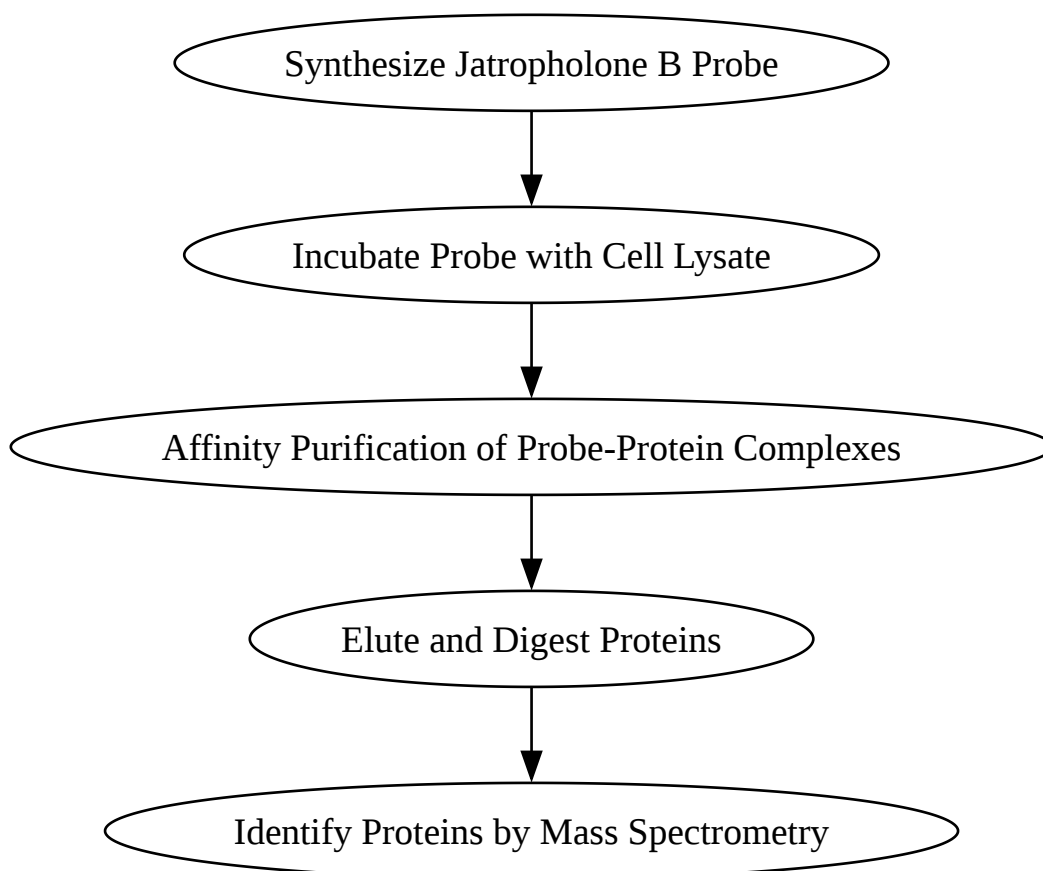 Synthesize Jatropholone B Probe
Incubate Probe with Cell Lysate
Affinity Purification of Probe-Protein Complexes
Elute and Digest Proteins
Identify Proteins by Mass Spectrometry